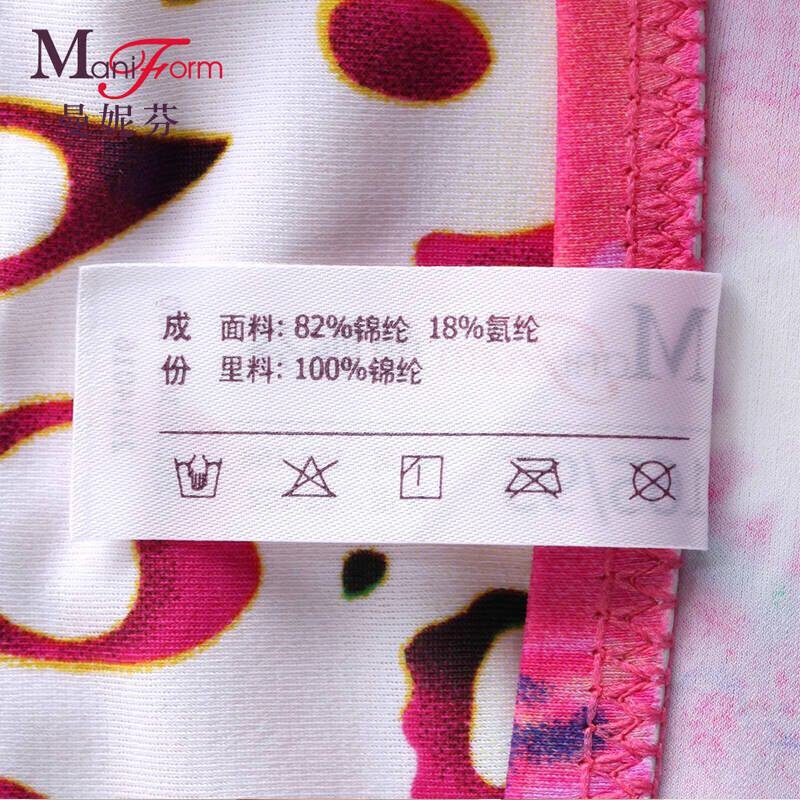 ManiForm
曼妮芬
成 面料: 82%锦纶 18%氨纶
份 里料: 100%锦纶
M